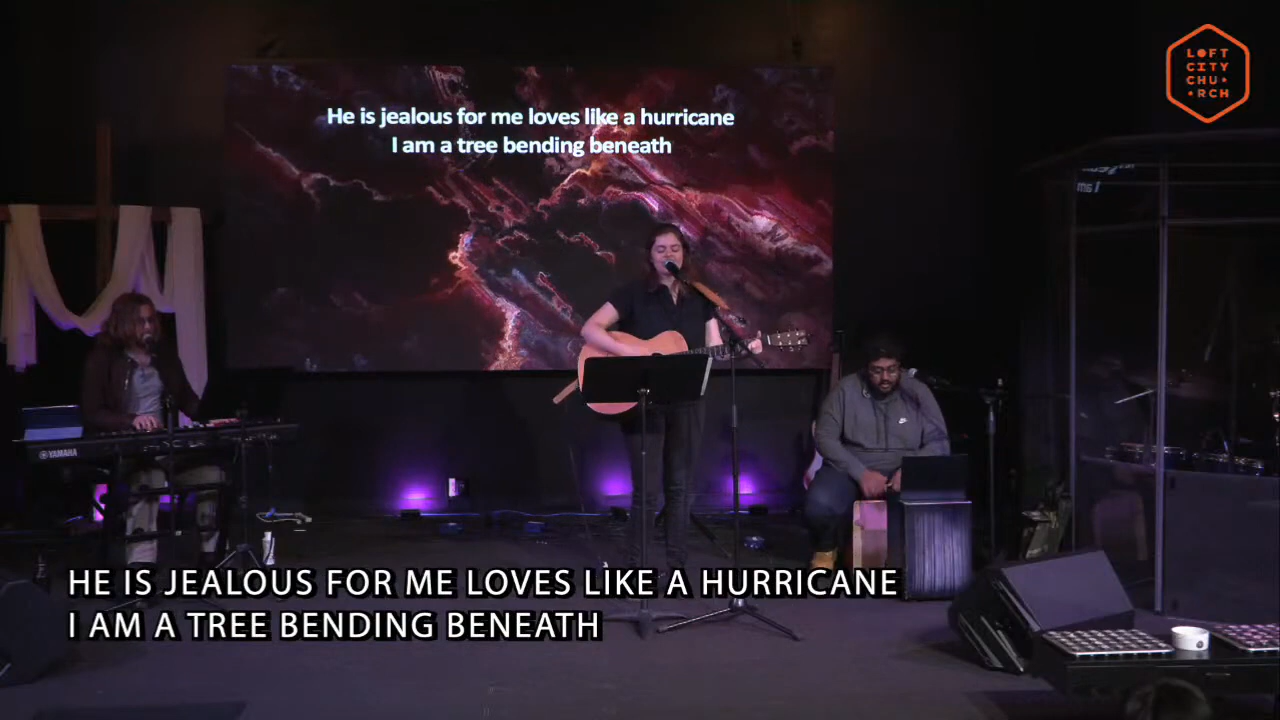 He is jealous for me loves like a hurricane
I am a tree bending beneath
LOFT
CITY
CHU
RCH
YAMAHA
HE IS JEALOUS FOR ME LOVES LIKE A HURRICANE
I AM A TREE BENDING BENEATH